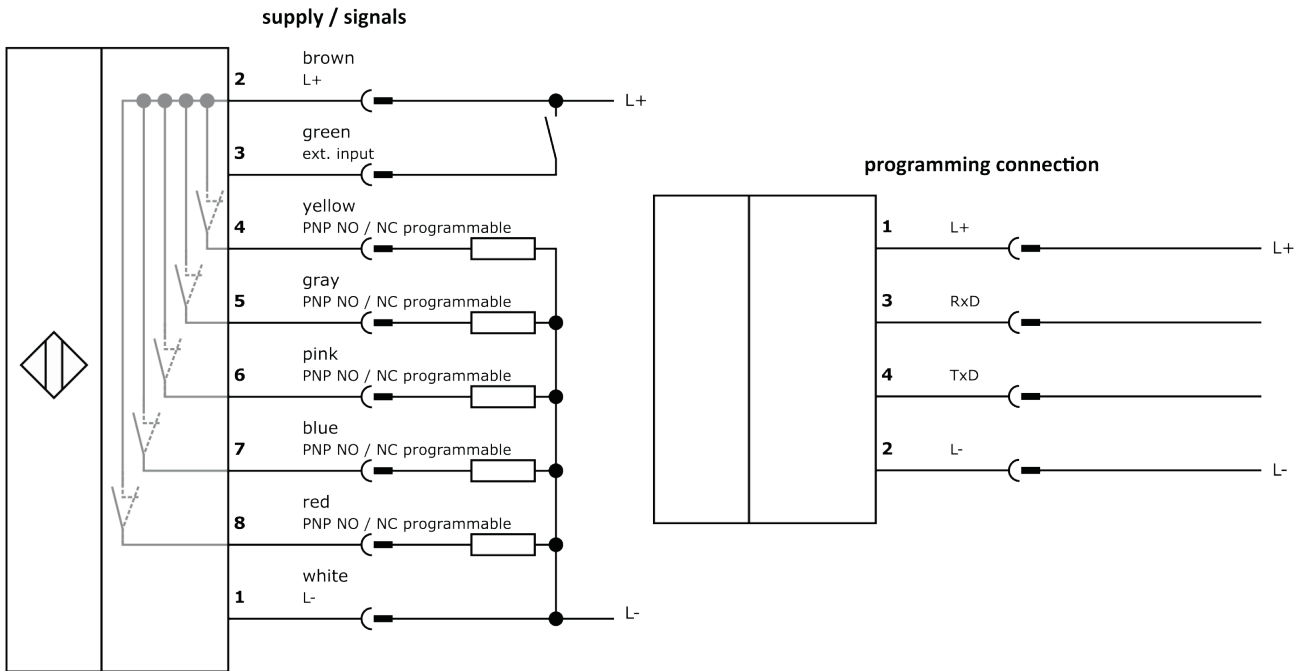 supply / signals
brown
2
L+
L+
green
3
ext. input
yellow
4
PNP NO / NC programmable
gray
5
PNP NO / NC programmable
pink
6
PNP NO / NC programmable
blue
7
PNP NO / NC programmable
red
8
PNP NO / NC programmable
white
1
L-
L-
programming connection
1
L+
L+
3
RxD
4
TxD
2
L-
L-